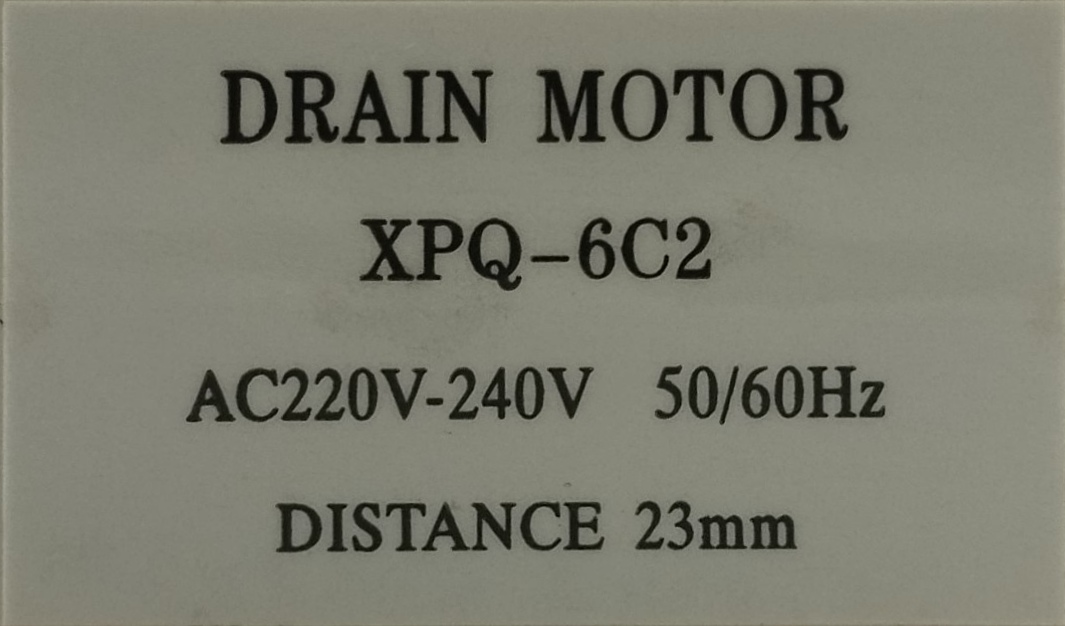 DRAIN MOTOR
XPQ-6C2
AC220V-240V 50/60Hz
DISTANCE 23mm